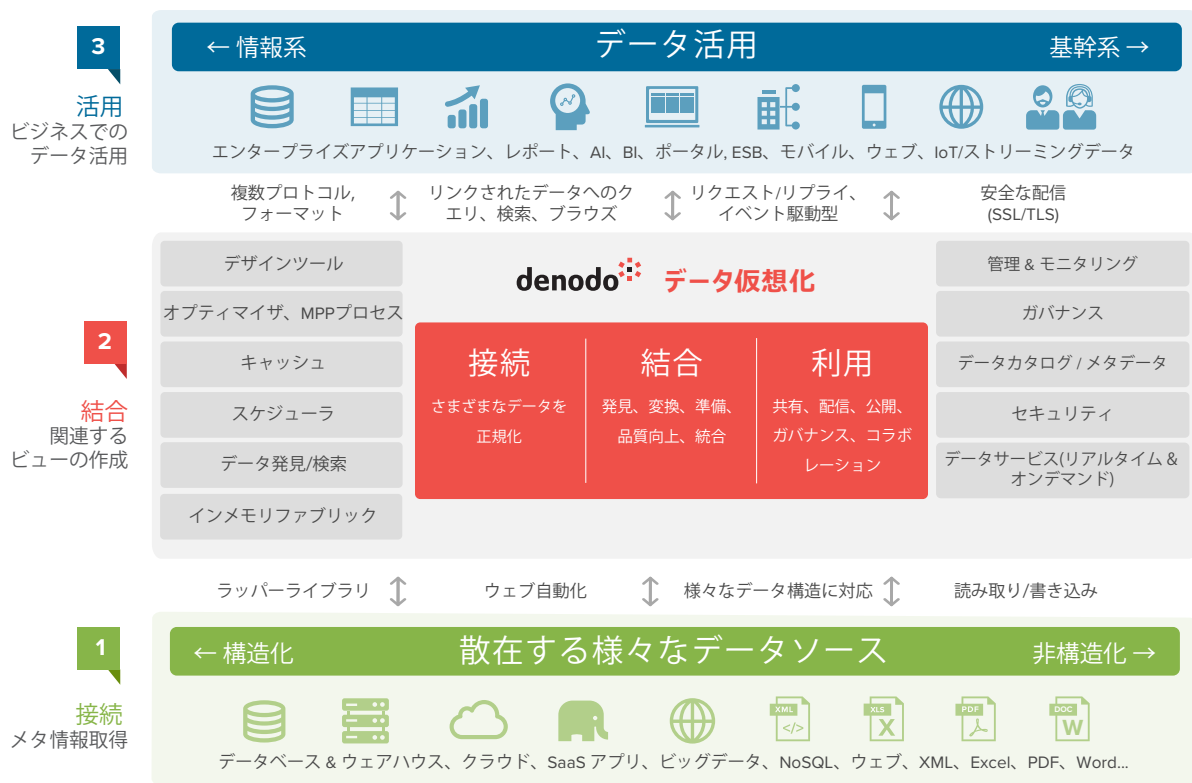 3
活用
ビジネスでの
データ活用
← 情報系
データ活用
基幹系 →
エンタープライズアプリケーション、レポート、AI、BI、ポータル, ESB、モバイル、ウェブ、IoT/ストリーミングデータ
複数プロトコル,
フォーマット
リンクされたデータへのク
エリ、検索、ブラウズ
リクエスト/リプライ、
イベント駆動型
安全な配信
(SSL/TLS)
2
結合
関連する
ビューの作成
デザインツール
オプティマイザ、MPPプロセス
キャッシュ
スケジューラ
データ発見/検索
インメモリファブリック
denodo データ仮想化
接続
さまざまなデータを
正規化
結合
発見、変換、準備、
品質向上、統合
利用
共有、配信、公開、
ガバナンス、コラボ
レーション
管理 & モニタリング
ガバナンス
データカタログ / メタデータ
セキュリティ
データサービス(リアルタイム &
オンデマンド)
ラッパーライブラリ
ウェブ自動化
様々なデータ構造に対応
読み取り/書き込み
1
接続
メタ情報取得
← 構造化
散在する様々なデータソース
非構造化 →
XML
</>
XLS
X
PDF
DOC
W
データベース & ウェアハウス、クラウド、SaaS アプリ、ビッグデータ、NoSQL、ウェブ、XML、Excel、PDF、Word...